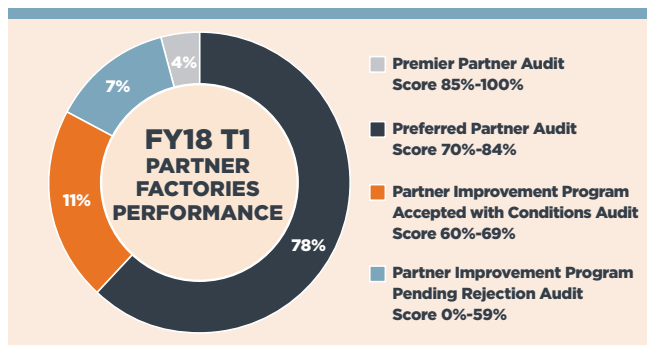 4%
7%
11%
78%
FY18 T1
PARTNER
FACTORIES
PERFORMANCE
Premier Partner Audit
Score 85%-100%
Preferred Partner Audit
Score 70%-84%
Partner Improvement Program
Accepted with Conditions Audit
Score 60%-69%
Partner Improvement Program
Pending Rejection Audit
Score 0%-59%